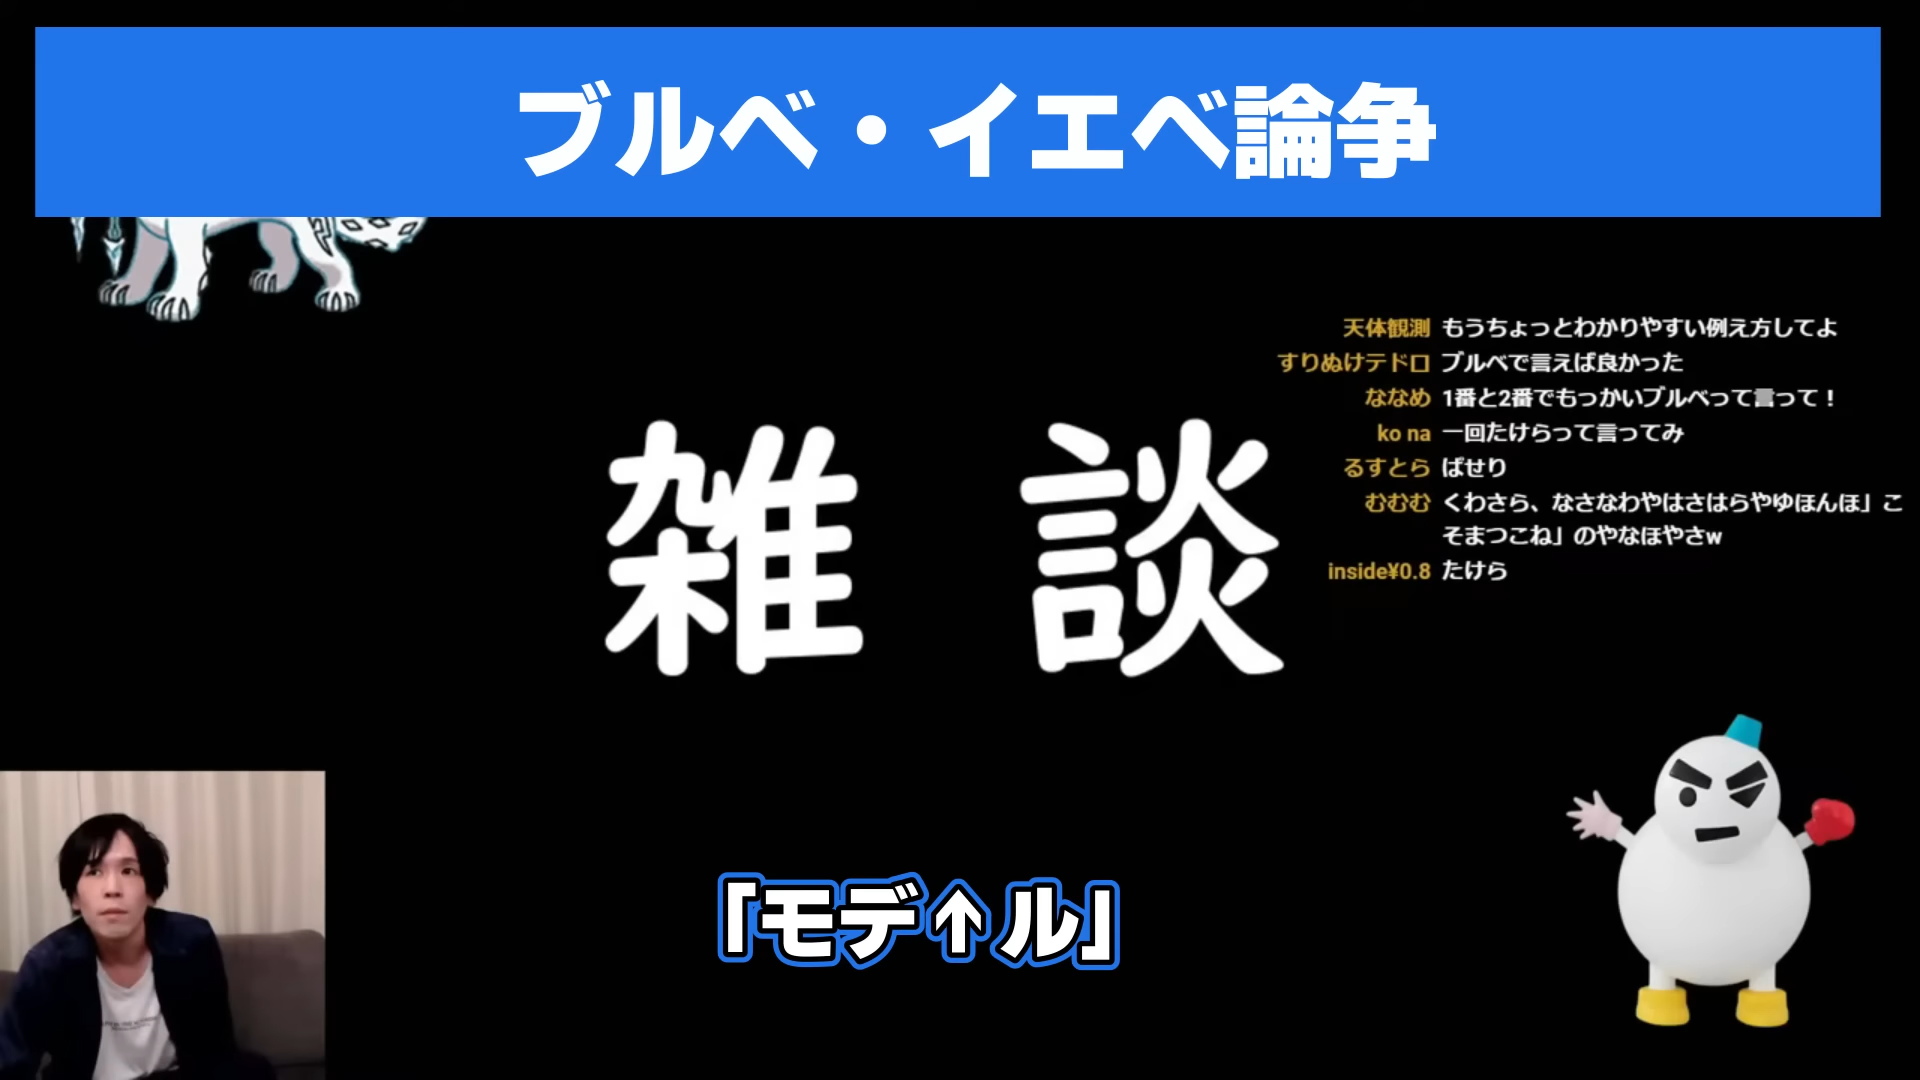 ブルベ・イエベ論争
天体観測 もうちょっとわかりやすい例え方してよ
すりぬけテドロ ブルベで言えば良かった
ななめ 1番と2番でもっかいブルベって言って！
ko na 一回たけらって言ってみ
るすとら ばせり
むむむ くわさら、なさなわやはさはらやゆほんほ」こ
そまつこね」のやなほやさw
inside¥0.8 たけら
雑 談
「モデ↑ル」